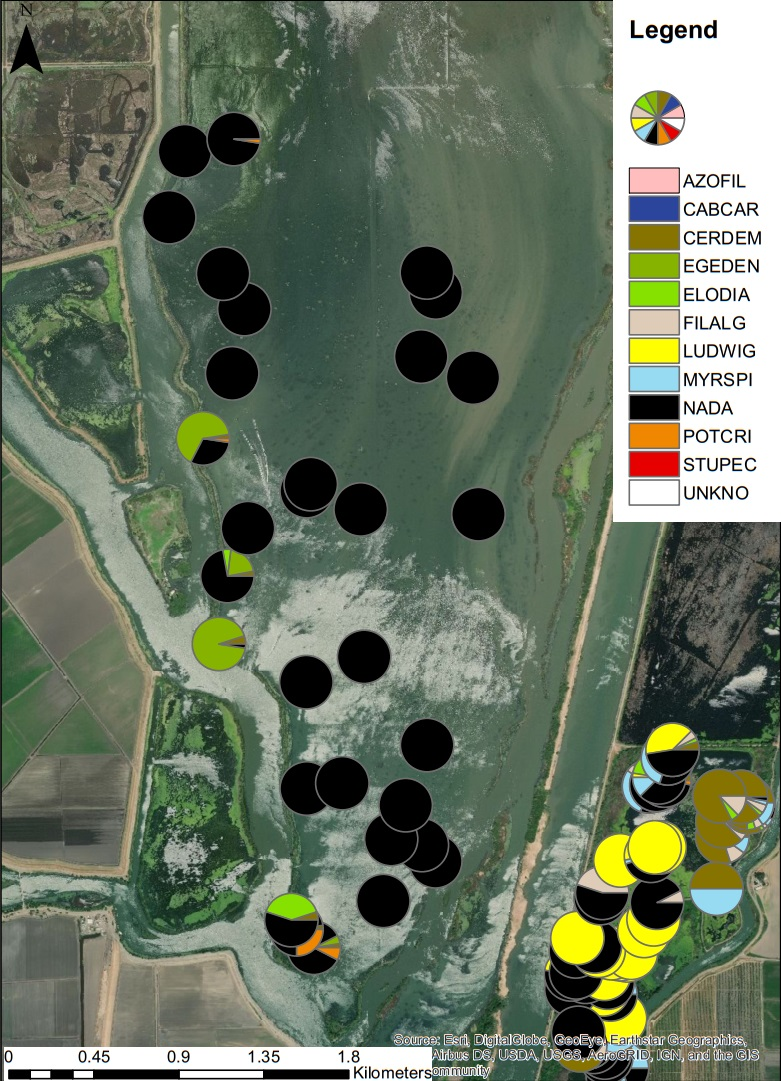 N
Legend
AZOFIL
CABCAR
CERDEM
EGEDEN
ELODIA
FILALG
LUDWIG
MYRSPI
NADA
POTCRI
STUPEC
UNKNO
Source: Esri, DigitalGlobe, GeoEye, Earthstar Geographics,
Airbus DS, USDA, USGS, AeroGRID, IGN, and the GIS
ommunity
0 0.45 0.9 1.35 1.8
Kilometers